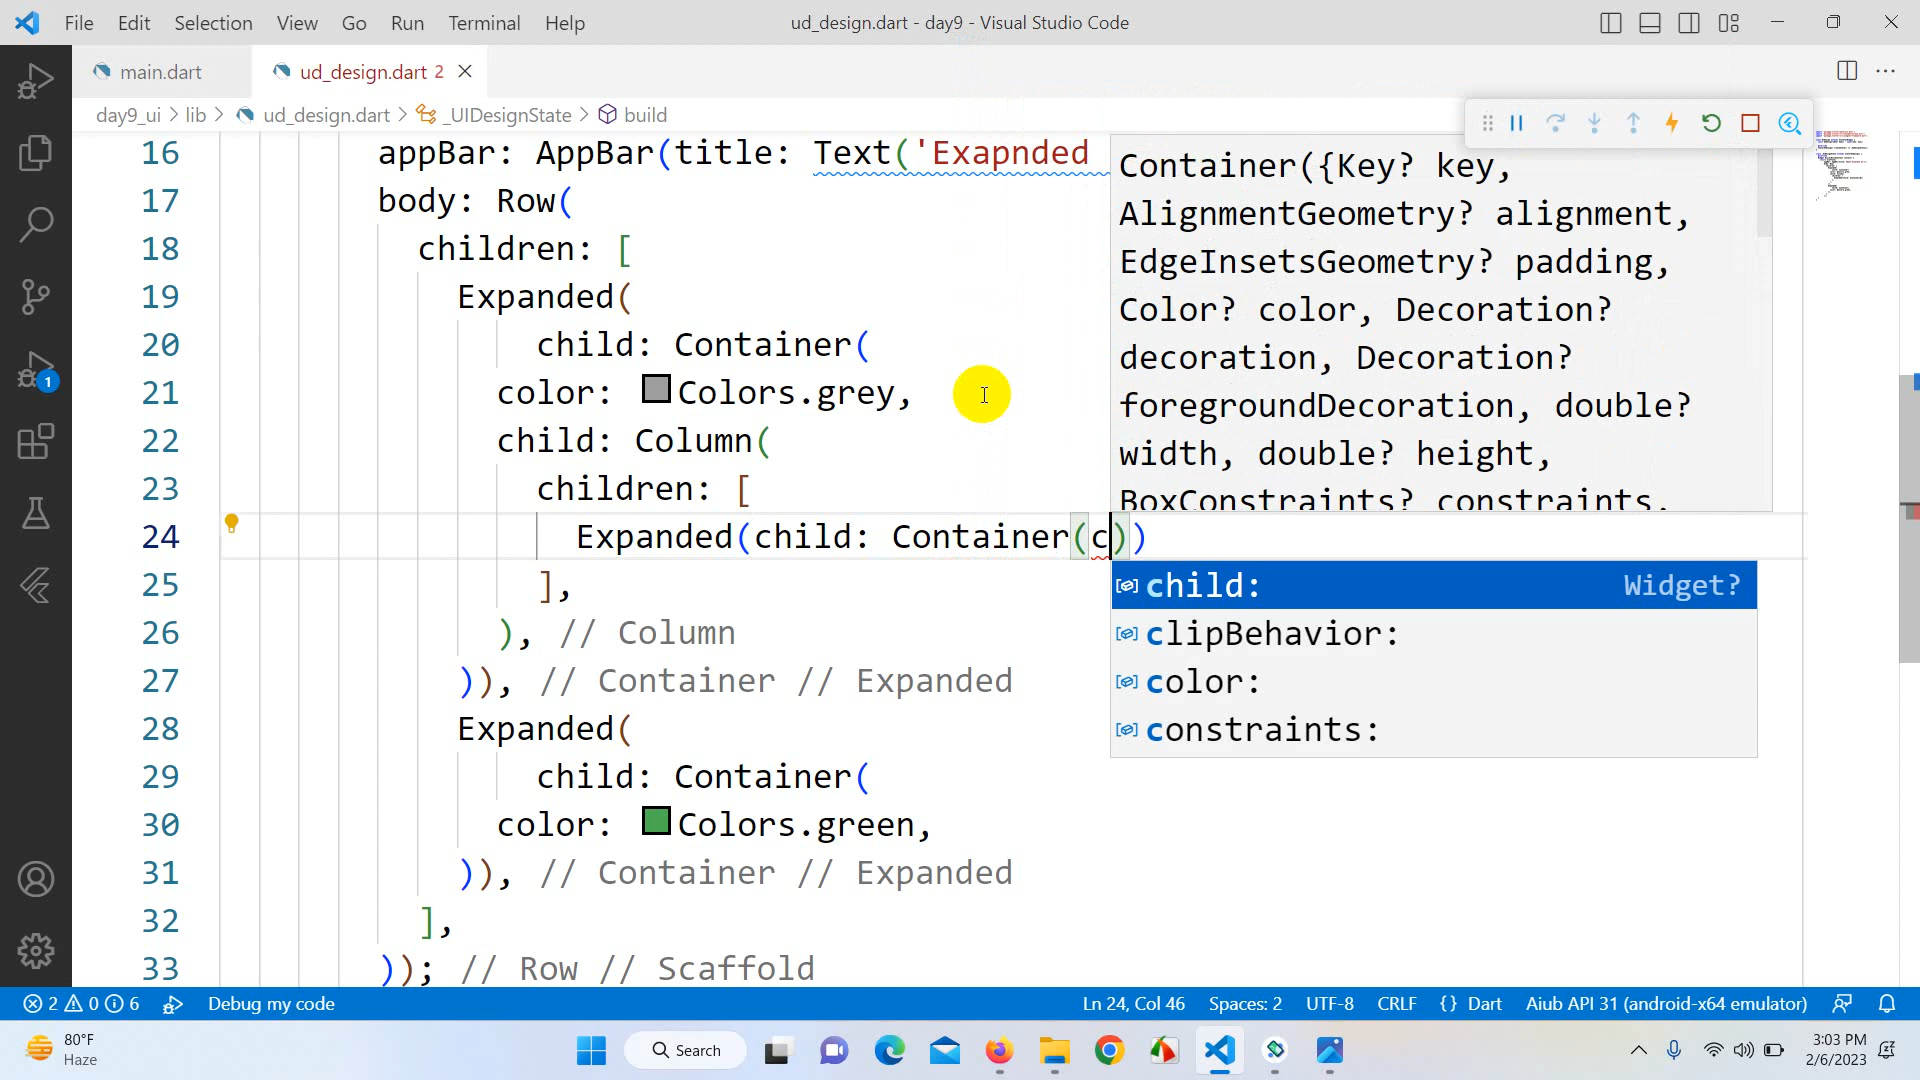 File Edit Selection View Go Run Terminal Help ud_design.dart - day9 - Visual Studio Code
main.dart ud_design.dart 2
day9_ui > lib > ud_design.dart > _UIDesignState > build
16 appBar: AppBar(title: Text('Exapnded
17 body: Row(
18 children: [
19 Expanded(
20 child: Container(
21 color: Colors.grey,
22 child: Column(
23 children: [
24 Expanded(child: Container(c))
25 ],
26 ), // Column
27 )), // Container // Expanded
28 Expanded(
29 child: Container(
30 color: Colors.green,
31 )), // Container // Expanded
32 ],
33 )); // Row // Scaffold
Container({Key? key,
AlignmentGeometry? alignment,
EdgeInsetsGeometry? padding,
Color? color, Decoration?
decoration, Decoration?
foregroundDecoration, double?
width, double? height,
BoxConstraints? constraints,
child: Widget?
clipBehavior:
color:
constraints:
1
2 0 6 Debug my code Ln 24, Col 46 Spaces: 2 UTF-8 CRLF {} Dart Aiub API 31 (android-x64 emulator)
80°F
Haze
Search
3:03 PM
2/6/2023